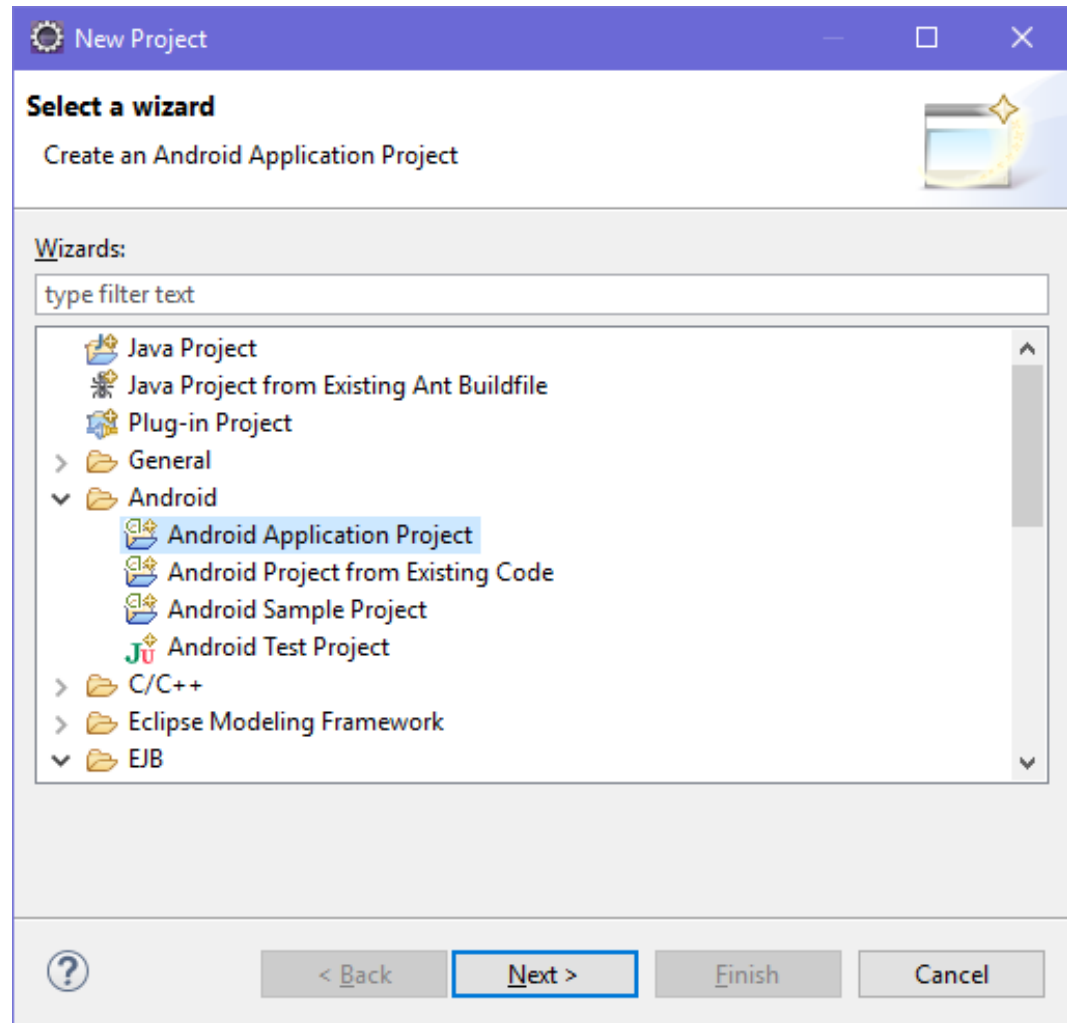 New Project
Select a wizard
Create an Android Application Project
Wizards:
type filter text
Java Project
Java Project from Existing Ant Buildfile
Plug-in Project
General
Android
Android Application Project
Android Project from Existing Code
Android Sample Project
Android Test Project
C/C++
Eclipse Modeling Framework
EJB
? < Back Next > Finish Cancel